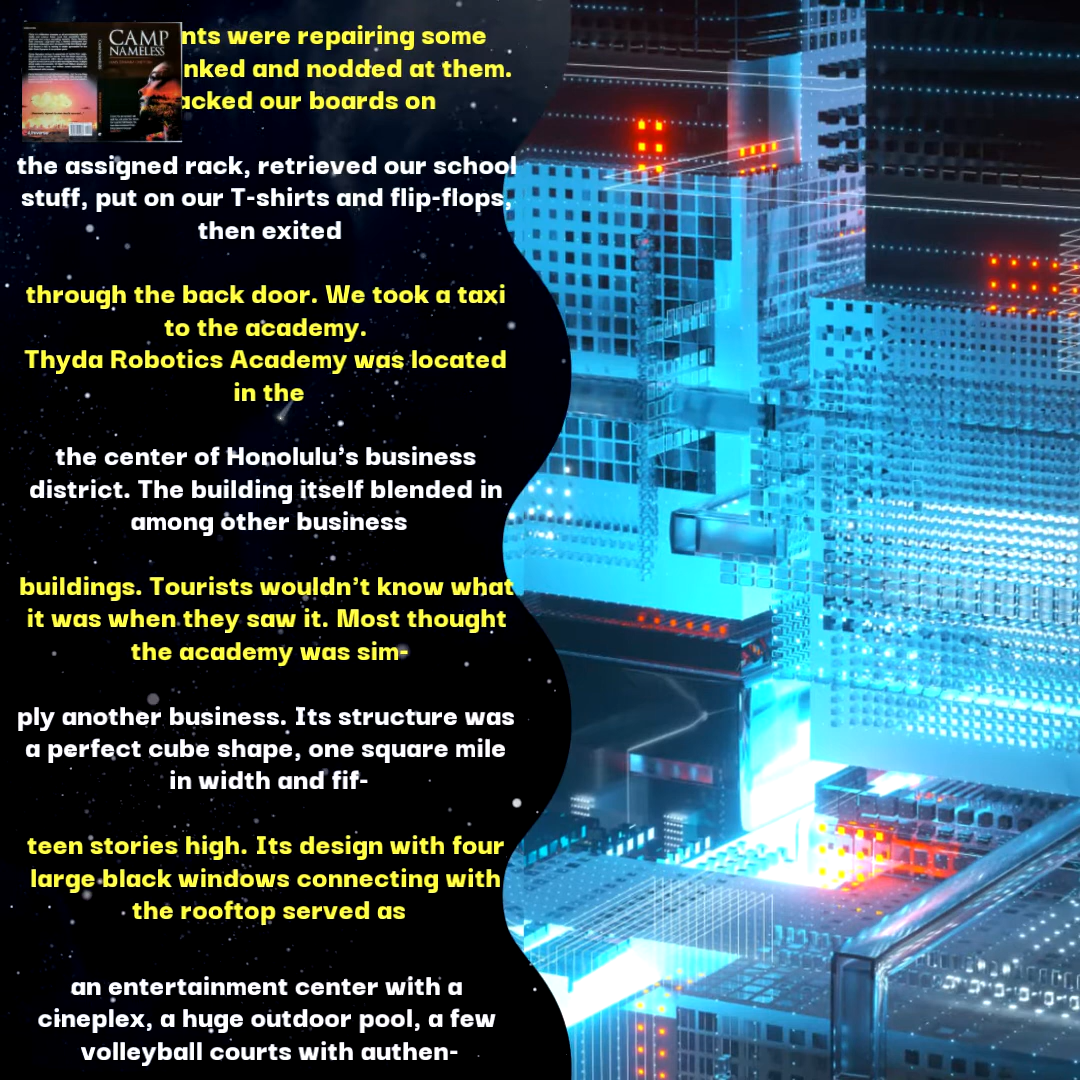 CAMP
NAMELESS
nts were repairing some
nked and nodded at them.
acked our boards on
the assigned rack, retrieved our school
stuff, put on our T-shirts and flip-flops,
then exited
through the back door. We took a taxi
to the academy.
Thyda Robotics Academy was located
in the
the center of Honolulu's business
district. The building itself blended in
among other business
buildings. Tourists wouldn't know what
it was when they saw it. Most thought
the academy was sim-
ply another business. Its structure was
a perfect cube shape, one square mile
in width and fif-
teen stories high. Its design with four
large black windows connecting with
the rooftop served as
an entertainment center with a
cineplex, a huge outdoor pool, a few
volleyball courts with authen-